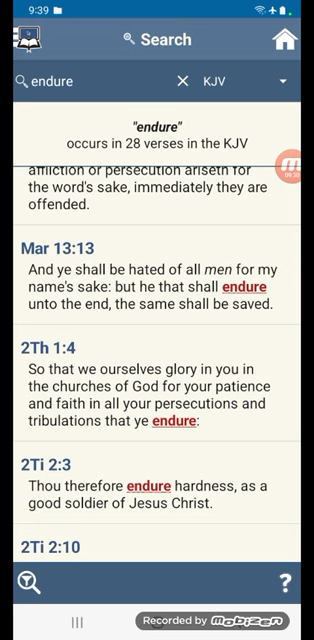 9:39
Search
endure
KJV
"endure"
occurs in 28 verses in the KJV
affliction or persecution ariseth for
the word's sake, immediately they are
offended.
Mar 13:13
And ye shall be hated of all men for my
name's sake: but he that shall endure
unto the end, the same shall be saved.
2Th 1:4
So that we ourselves glory in you in
the churches of God for your patience
and faith in all your persecutions and
tribulations that ye endure:
2Ti 2:3
Thou therefore endure hardness, as a
good soldier of Jesus Christ.
2Ti 2:10
?
Recorded by mobizen